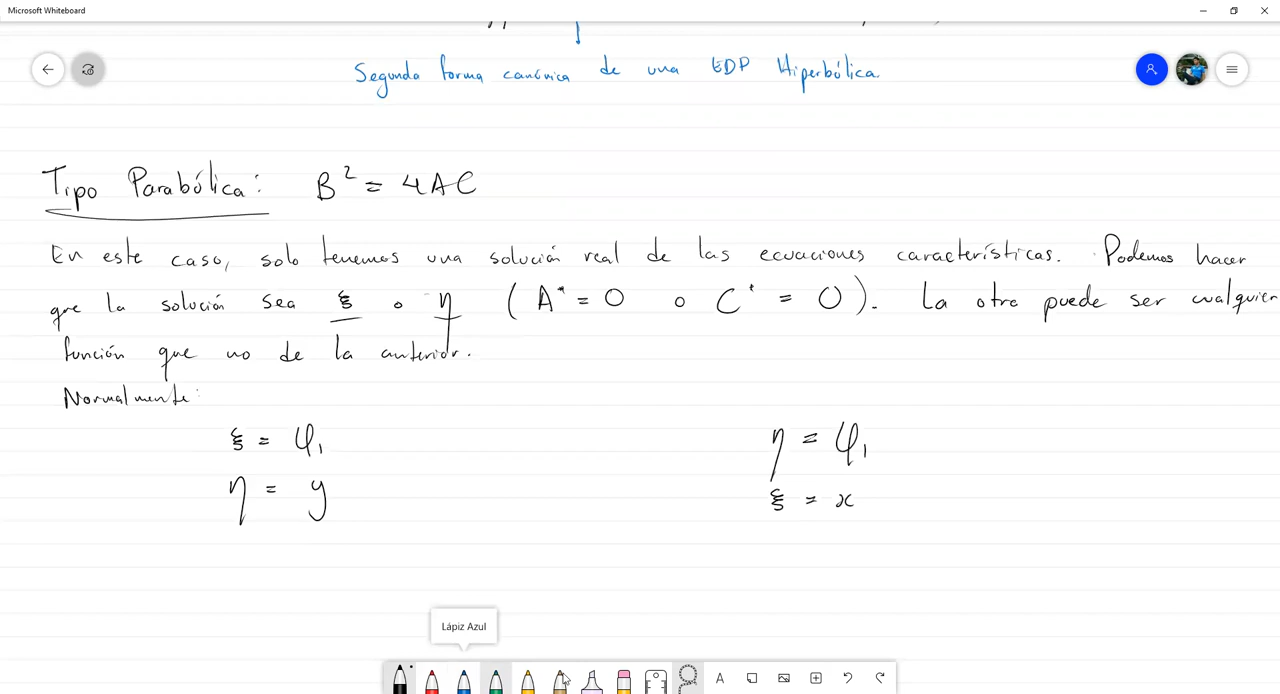 Microsoft Whiteboard
Segunda forma canónica de una EDP Hiperbólica.
Tipo Parabólica: B² = 4AC
En este caso, solo tenemos una solución real de las ecuaciones características. Podemos hacer
que la solución sea ξ o η (A* = 0 o C* = 0). La otra puede ser cualquier
función que no de la anterior.
Normalmente:
ξ = φ₁
η = y
η = φ₁
ξ = x
Lápiz Azul
A